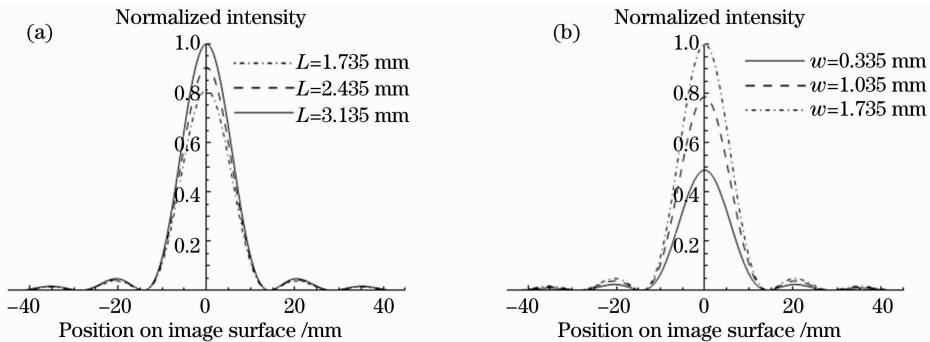 Normalized intensity
(a)
1.0
0.8
0.6
0.4
0.2
L=1.735 mm
L=2.435 mm
L=3.135 mm
−40 −20 0 20 40
Position on image surface /mm
Normalized intensity
(b)
1.0
0.8
0.6
0.4
0.2
w=0.335 mm
w=1.035 mm
w=1.735 mm
−40 −20 0 20 40
Position on image surface /mm